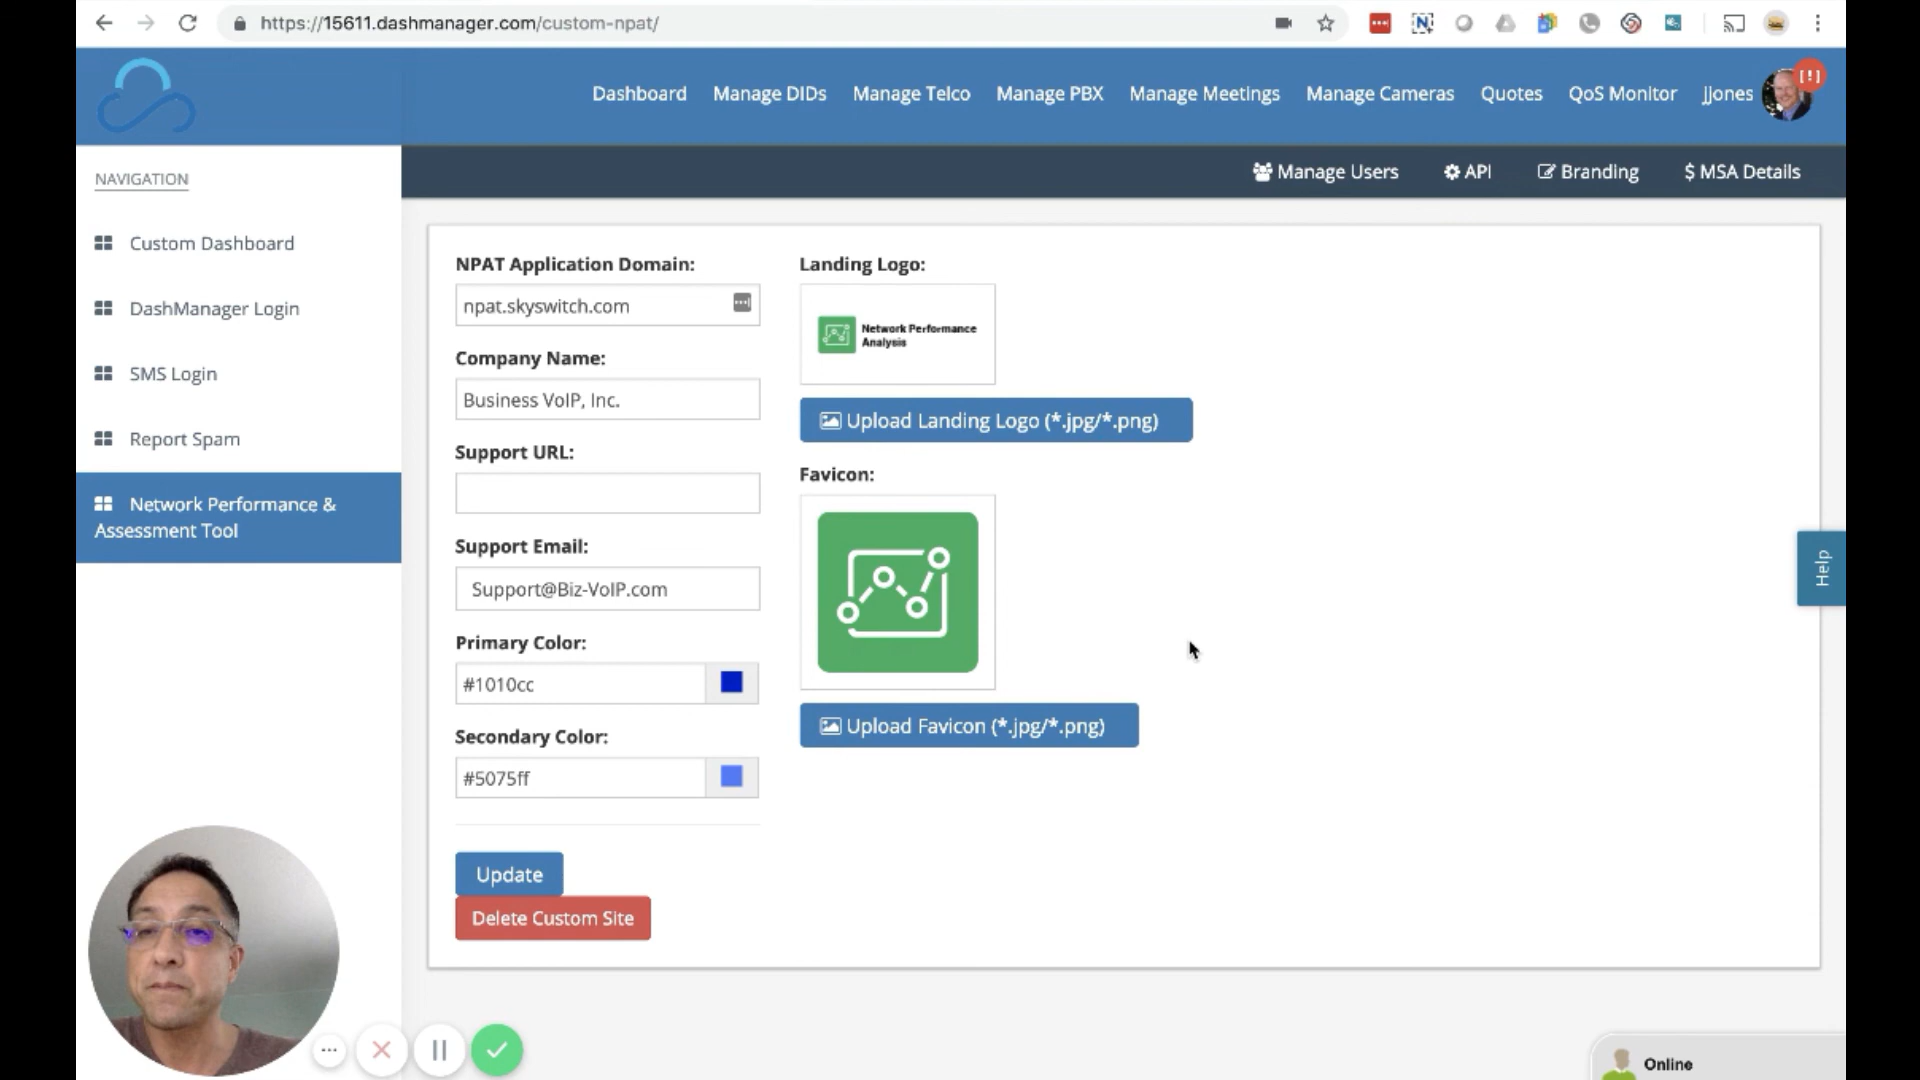 https://15611.dashmanager.com/custom-npat/
Dashboard
Manage DIDs
Manage Telco
Manage PBX
Manage Meetings
Manage Cameras
Quotes
QoS Monitor
JJones
[!]
Manage Users
API
Branding
$ MSA Details
NAVIGATION
Custom Dashboard
DashManager Login
SMS Login
Report Spam
Network Performance &
Assessment Tool
NPAT Application Domain:
npat.skyswitch.com
Company Name:
Business VoIP, Inc.
Support URL:
Support Email:
Support@Biz-VoIP.com
Primary Color:
#1010cc
Secondary Color:
#5075ff
Update
Delete Custom Site
Landing Logo:
Network Performance
Analysis
Upload Landing Logo (*.jpg/*.png)
Favicon:
Upload Favicon (*.jpg/*.png)
Help
Online